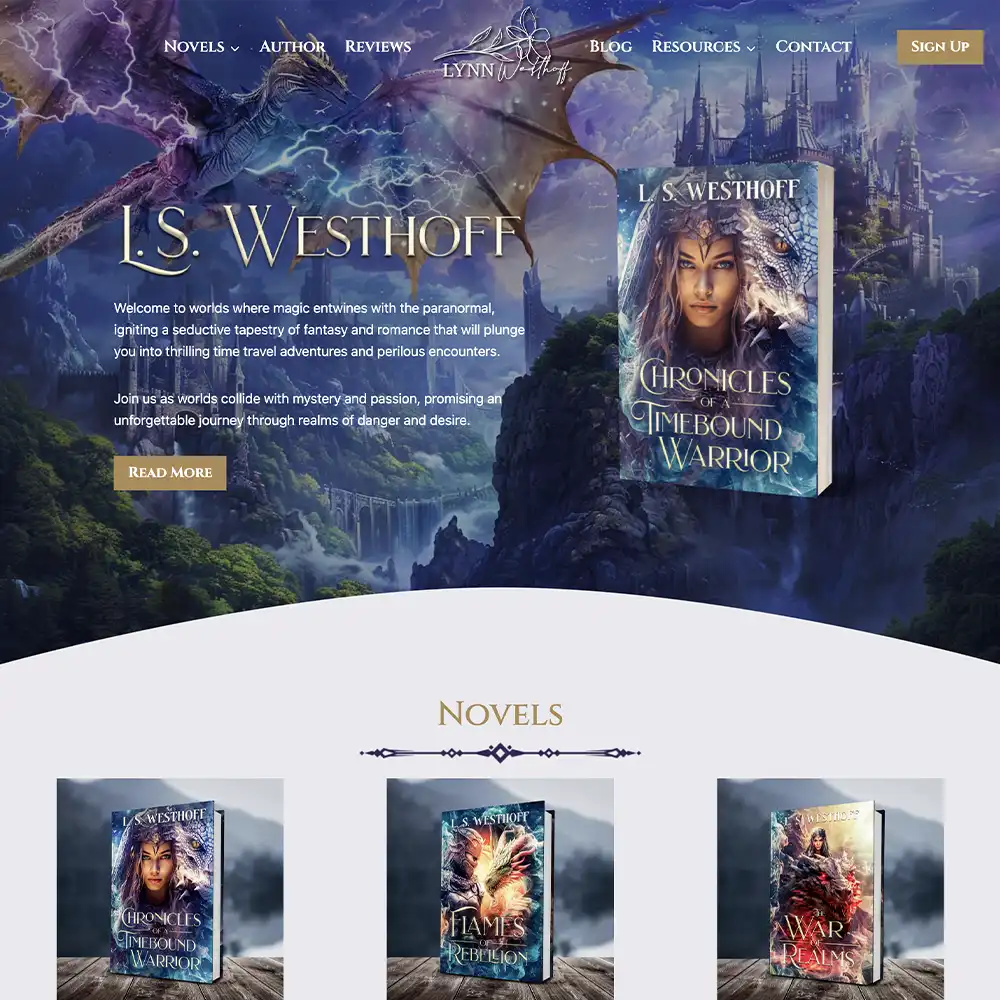 Novels
Author
Reviews
LYNN Westhoff
Blog
Resources
Contact
Sign Up
L.S. Westhoff
Welcome to worlds where magic entwines with the paranormal,
igniting a seductive tapestry of fantasy and romance that will plunge
you into thrilling time travel adventures and perilous encounters.
Join us as worlds collide with mystery and passion, promising an
unforgettable journey through realms of danger and desire.
Read More
L. S. WESTHOFF
CHRONICLES
OF A
TIMEBOUND
WARRIOR
Novels
L. S. WESTHOFF
CHRONICLES
OF A
TIMEBOUND
WARRIOR
L. S. WESTHOFF
FLAMES
OF
REBELLION
L. S. WESTHOFF
THE
WAR
OF
REALMS